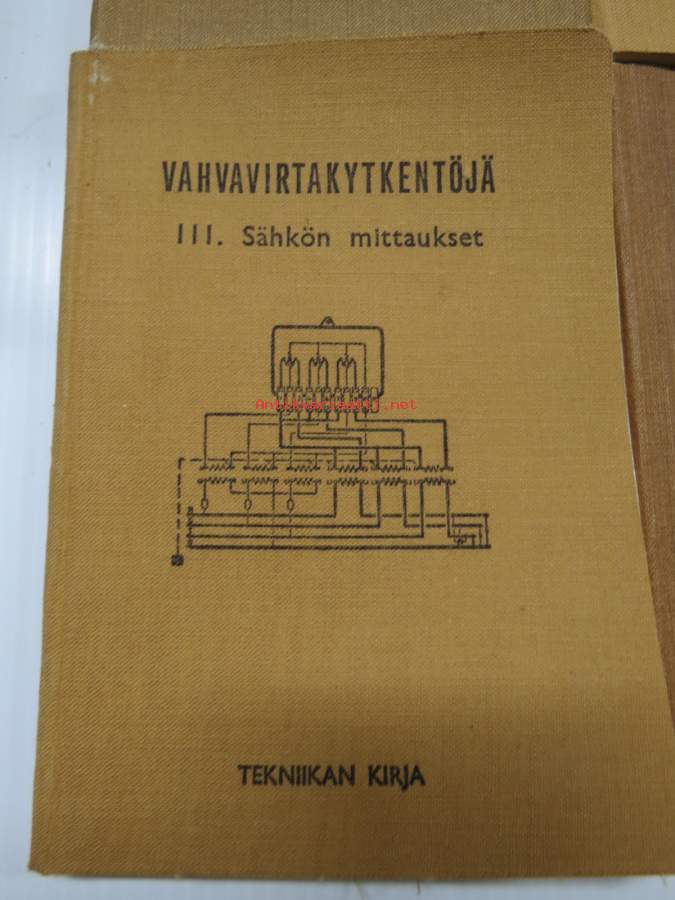 VAHVAVIRTAKYTKENTÖJÄ
III. Sähkön mittaukset
Antikvariaatti.net
TEKNIIKAN KIRJA